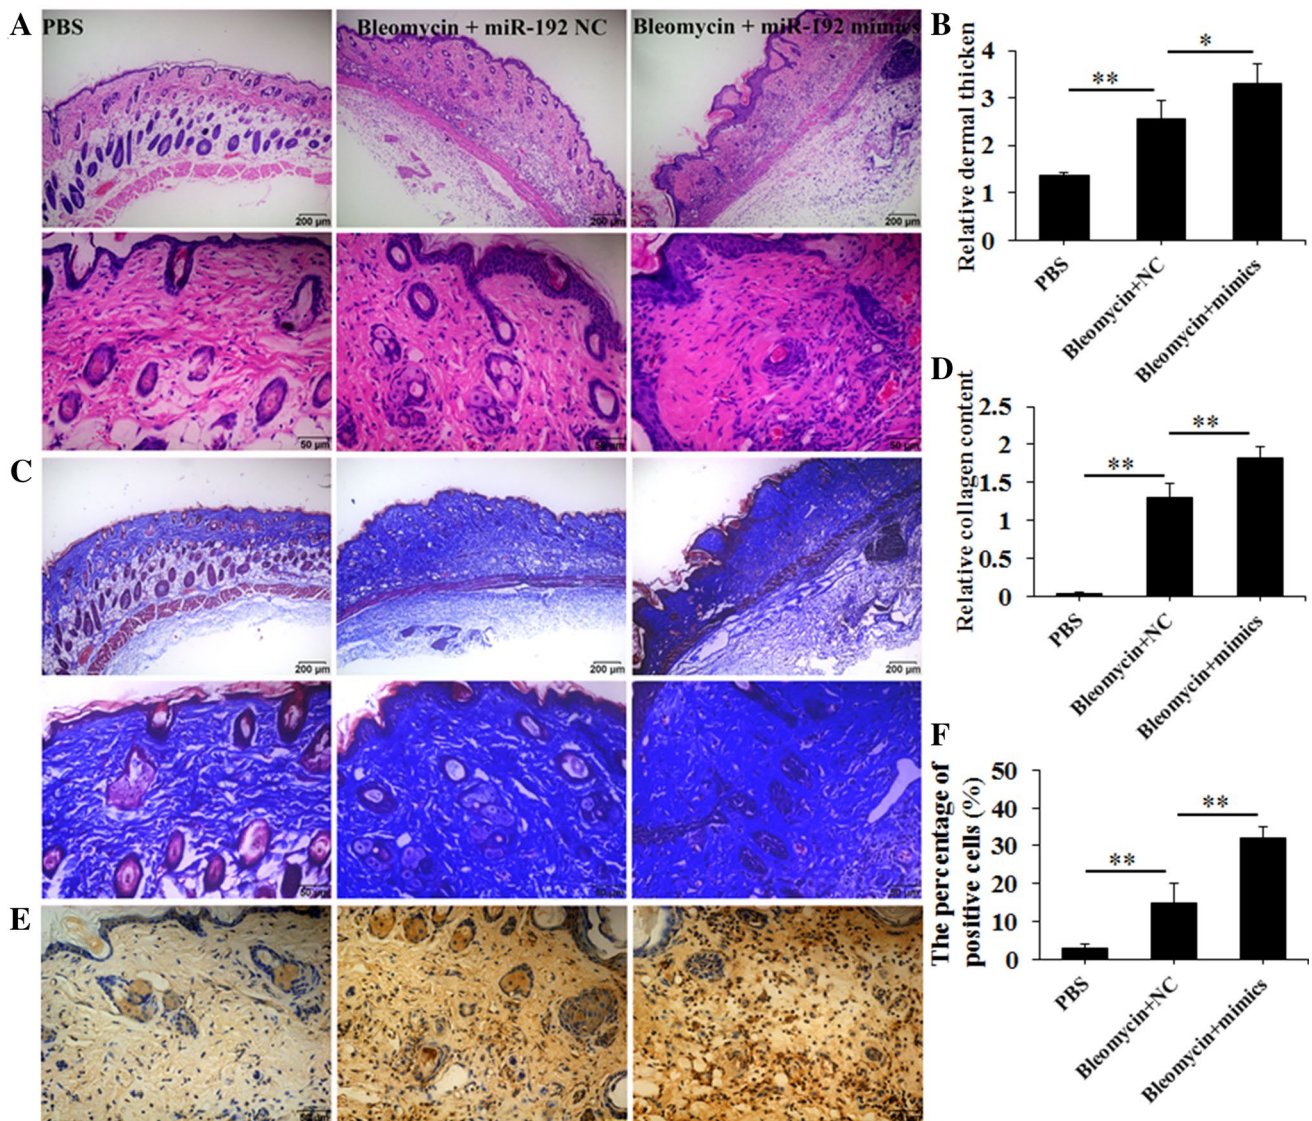 A
PBS
Bleomycin + miR-192 NC
Bleomycin + miR-192 mimics
200 µm
200 µm
200 µm
50 µm
50 µm
50 µm
B
Relative dermal thicken
4
3
2
1
0
**
*
PBS
Bleomycin+NC
Bleomycin+mimics
C
200 µm
200 µm
200 µm
50 µm
50 µm
50 µm
D
Relative collagen content
2.5
2
1.5
1
0.5
0
**
**
PBS
Bleomycin+NC
Bleomycin+mimics
E
50 µm
F
The percentage of
positive cells (%)
50
40
30
20
10
0
**
**
PBS
Bleomycin+NC
Bleomycin+mimics